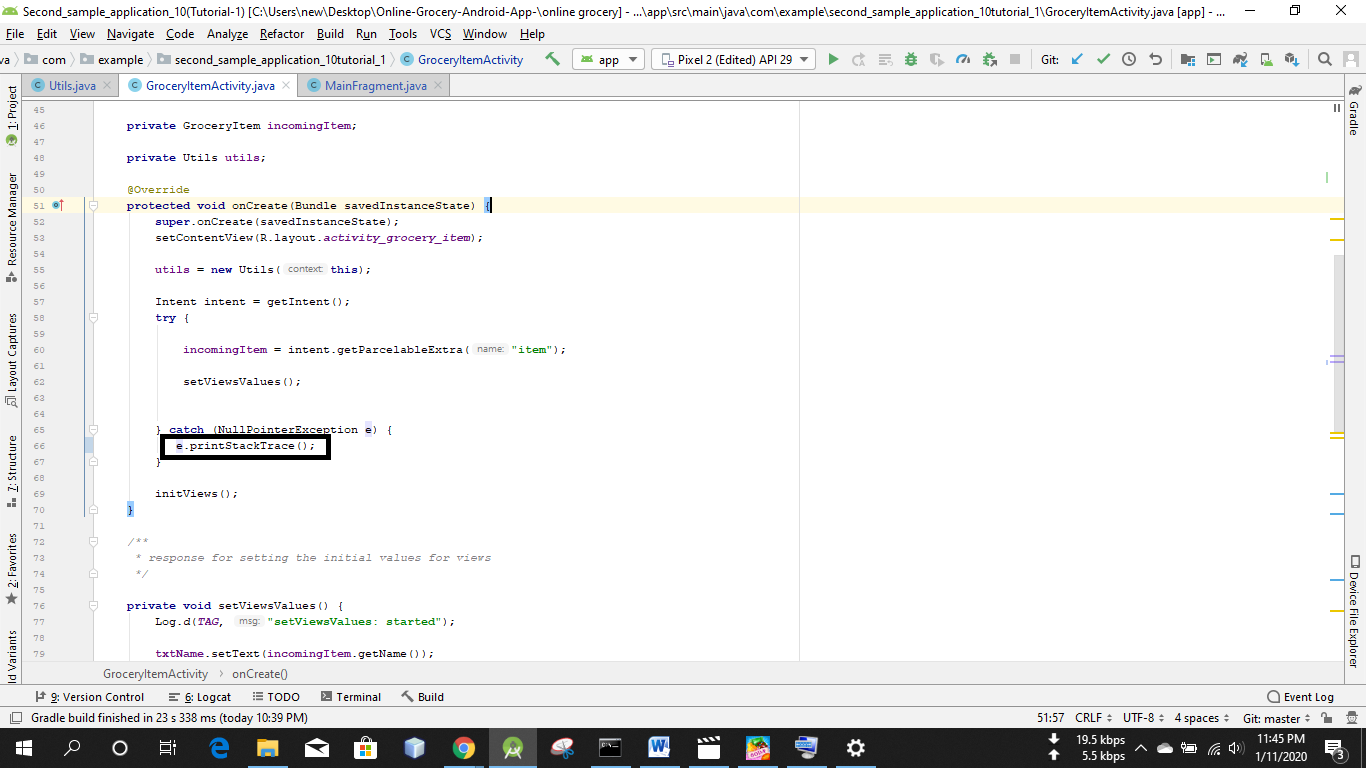 Second_sample_application_10(Tutorial-1) [C:\Users\new\Desktop\Online-Grocery-Android-App-\online grocery] - ...\app\src\main\java\com\example\second_sample_application_10tutorial_1\GroceryItemActivity.java [app] - ...
File Edit View Navigate Code Analyze Refactor Build Run Tools VCS Window Help
va com example second_sample_application_10tutorial_1 GroceryItemActivity app Pixel 2 (Edited) API 29 Git:
Utils.java GroceryItemActivity.java MainFragment.java
1: Project
Resource Manager
Layout Captures
7: Structure
2: Favorites
ld Variants
45
46 private GroceryItem incomingItem;
47
48 private Utils utils;
49
50 @Override
51 protected void onCreate(Bundle savedInstanceState) {
52 super.onCreate(savedInstanceState);
53 setContentView(R.layout.activity_grocery_item);
54
55 utils = new Utils( context: this);
56
57 Intent intent = getIntent();
58 try {
59
60 incomingItem = intent.getParcelableExtra( name: "item");
61
62 setViewsValues();
63
64
65 } catch (NullPointerException e) {
66 e.printStackTrace();
67 }
68
69 initViews();
70 }
71
72 /**
73 * response for setting the initial values for views
74 */
75
76 private void setViewsValues() {
77 Log.d(TAG, msg: "setViewsValues: started");
78
79 txtName.setText(incomingItem.getName());
Gradle
Device File Explorer
GroceryItemActivity onCreate()
9: Version Control 6: Logcat TODO Terminal Build Event Log
Gradle build finished in 23 s 338 ms (today 10:39 PM) 51:57 CRLF UTF-8 4 spaces Git: master
19.5 kbps
5.5 kbps
11:45 PM
1/11/2020
3